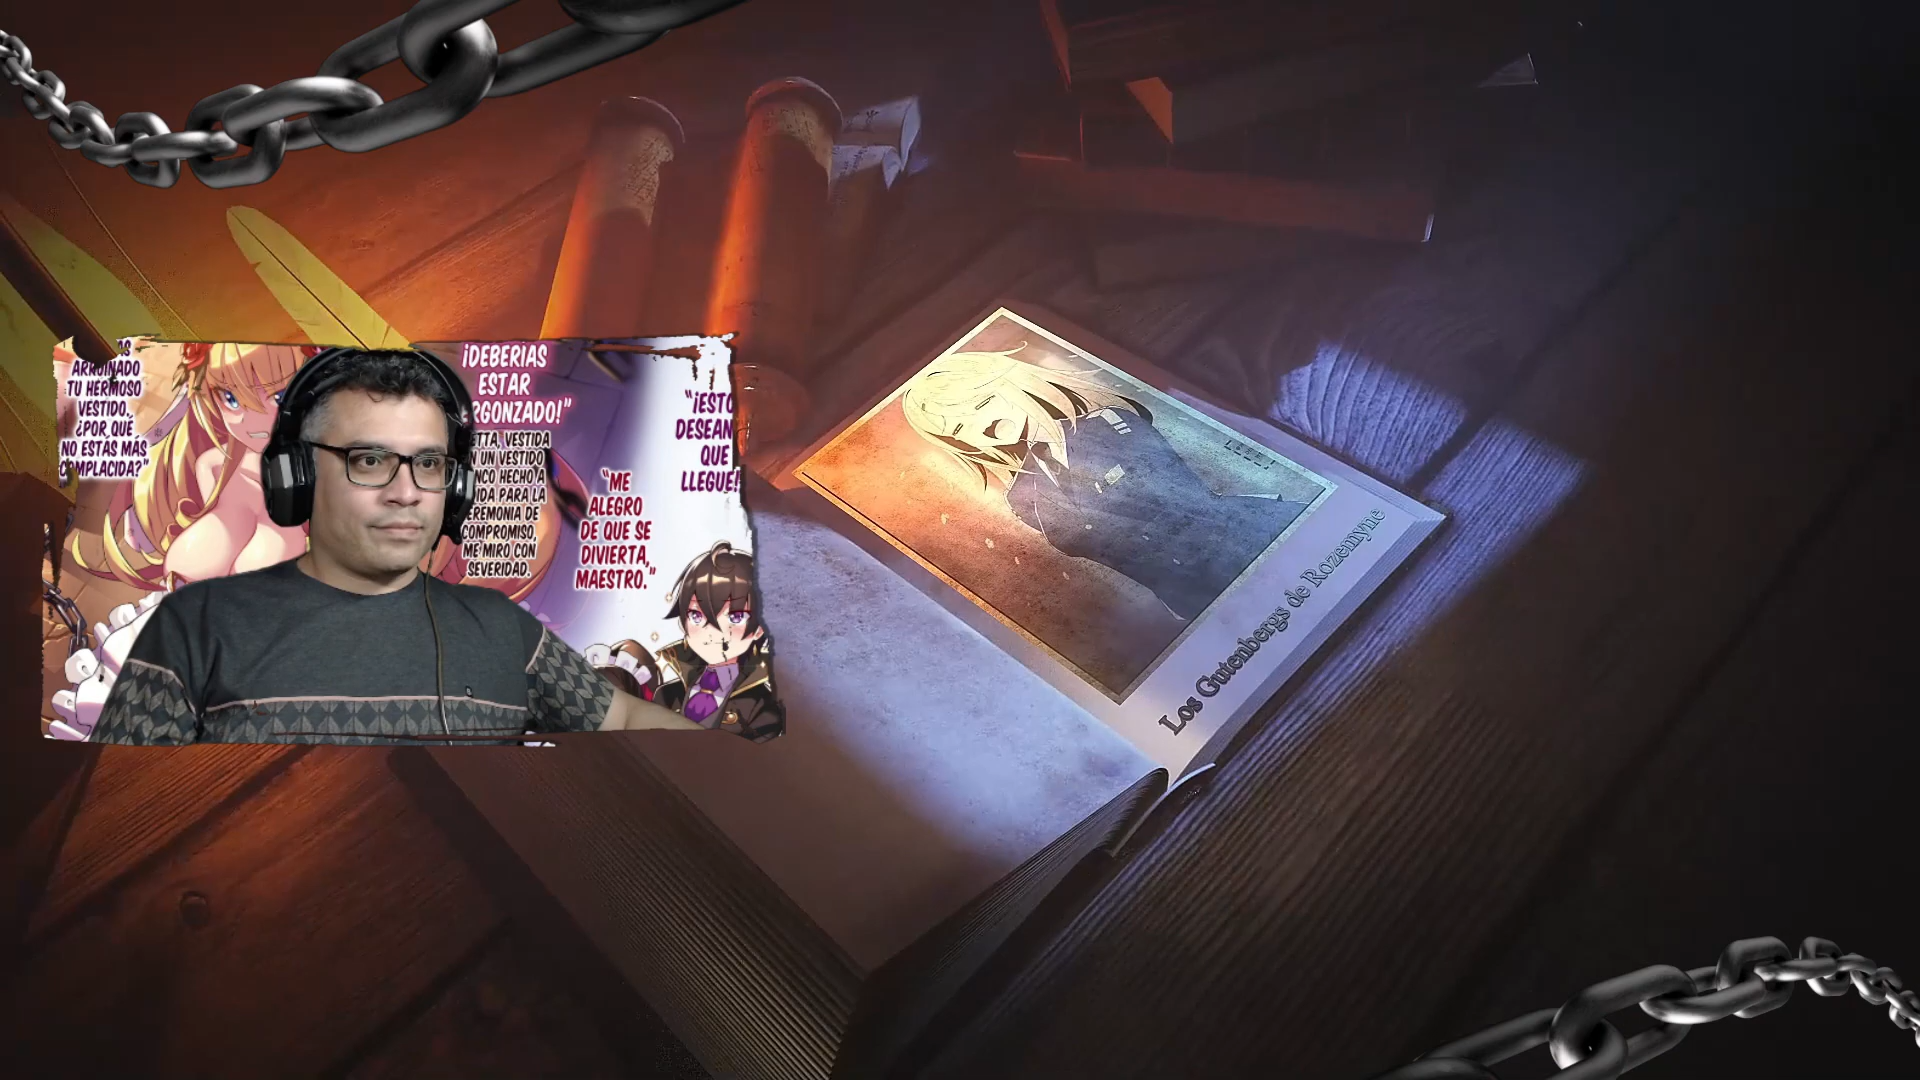 ARRUINADO
TU HERMOSO
VESTIDO.
¿POR QUÉ
NO ESTÁS MÁS
COMPLACIDA?"
¡DEBERÍAS
ESTAR
RGONZADO!"
ETTA, VESTIDA
N UN VESTIDO
NCO HECHO A
IDA PARA LA
EREMONIA DE
COMPROMISO,
ME MIRÓ CON
SEVERIDAD.
"ME
ALEGRO
DE QUE SE
DIVIERTA,
MAESTRO."
"¡ESTO
DESEAN
QUE
LLEGUE!
Los Gutenbergs de Rozemyne